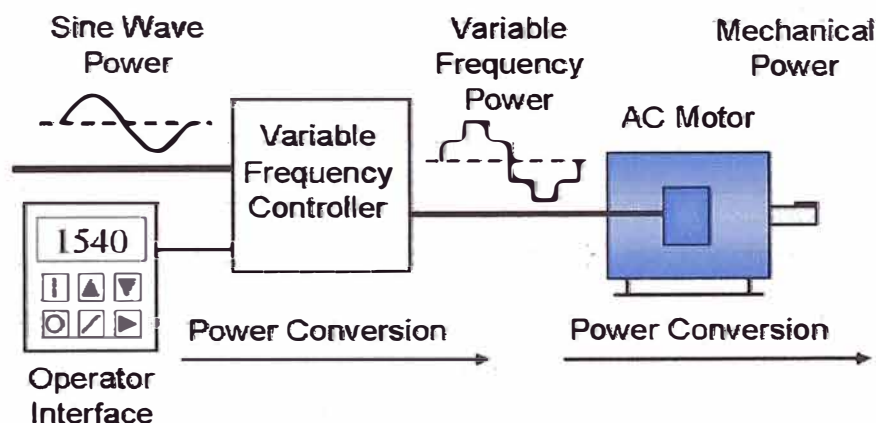 Sine Wave
Power
Variable
Frequency
Power
Mechanical
Power
AC Motor
Variable
Frequency
Controller
1540
Power Conversion
Power Conversion
Operator
Interface